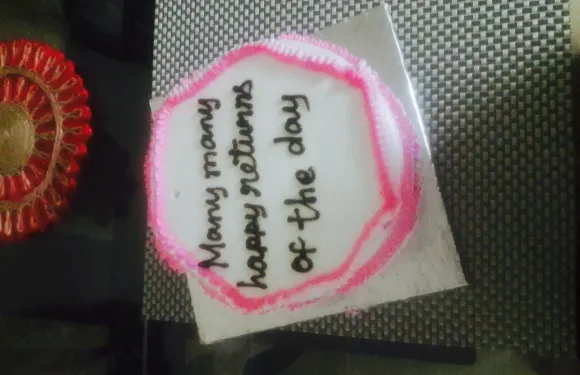 Many many
happy returns
of the day